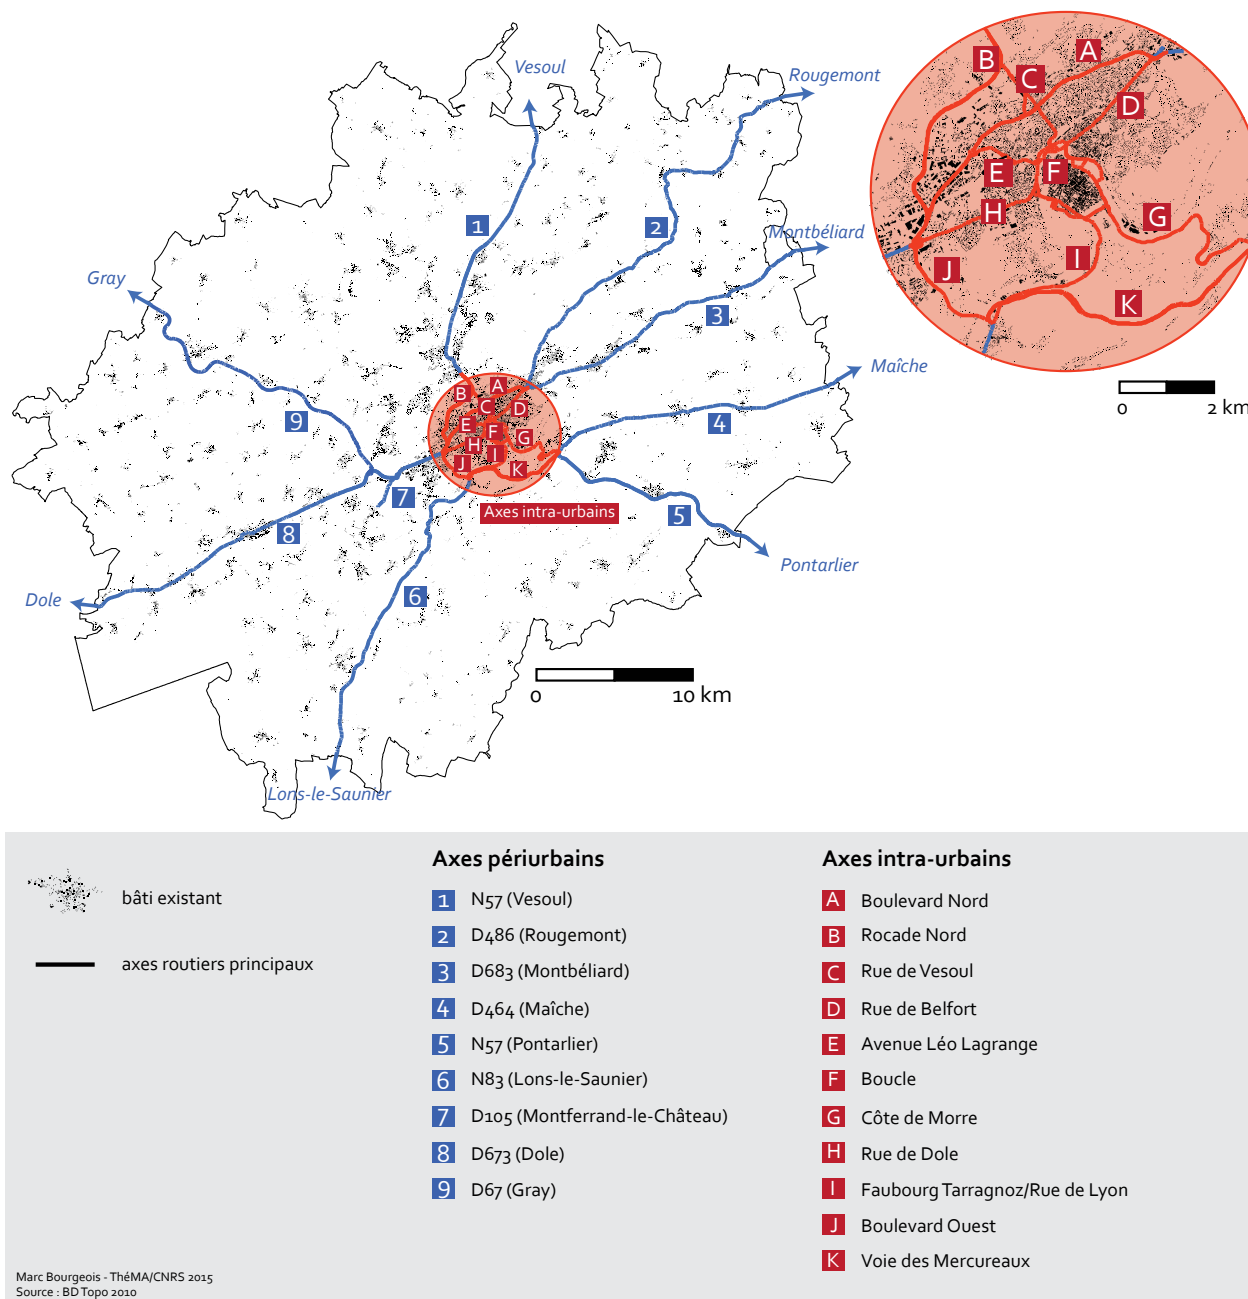 Vesoul
Rougemont
Montbéliard
Gray
Maîche
Pontarlier
Dole
Lons-le-Saunier
1
2
3
4
5
6
7
8
9
A
B
C
D
E
F
G
H
I
J
K
Axes intra-urbains
0 10 km
A
B
C
D
E
F
G
H
I
J
K
0 2 km
bâti existant
axes routiers principaux
Axes périurbains
1 N57 (Vesoul)
2 D486 (Rougemont)
3 D683 (Montbéliard)
4 D464 (Maîche)
5 N57 (Pontarlier)
6 N83 (Lons-le-Saunier)
7 D105 (Montferrand-le-Château)
8 D673 (Dole)
9 D67 (Gray)
Axes intra-urbains
A Boulevard Nord
B Rocade Nord
C Rue de Vesoul
D Rue de Belfort
E Avenue Léo Lagrange
F Boucle
G Côte de Morre
H Rue de Dole
I Faubourg Tarragnoz/Rue de Lyon
J Boulevard Ouest
K Voie des Mercureaux
Marc Bourgeois - ThéMA/CNRS 2015
Source : BD Topo 2010